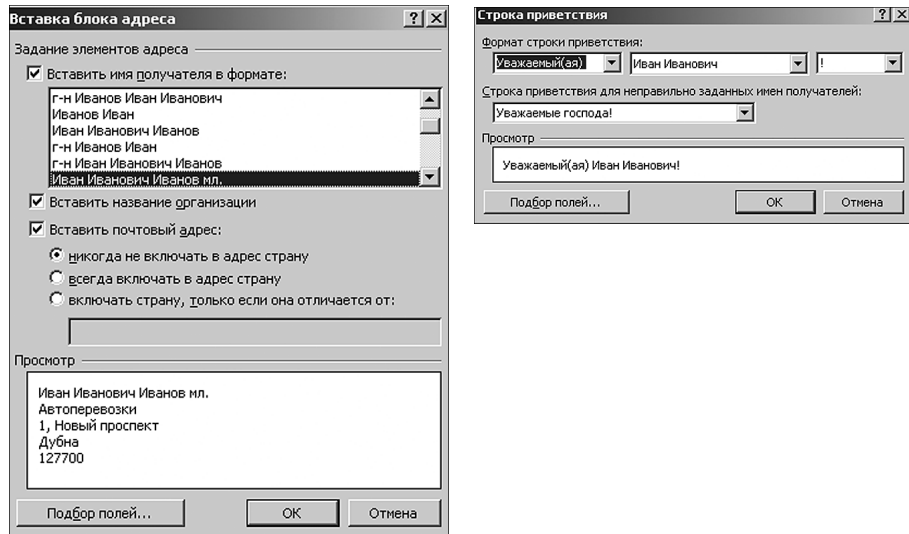 Вставка блока адреса
Задание элементов адреса
Вставить имя получателя в формате:
г-н Иванов Иван Иванович
Иванов Иван
Иван Иванович Иванов
г-н Иванов Иван
г-н Иван Иванович Иванов
Иван Иванович Иванов мл.
Вставить название организации
Вставить почтовый адрес:
никогда не включать в адрес страну
всегда включать в адрес страну
включать страну, только если она отличается от:
Просмотр
Иван Иванович Иванов мл.
Автоперевозки
1, Новый проспект
Дубна
127700
Подбор полей... ОК Отмена
Строка приветствия
Формат строки приветствия:
Уважаемый(ая) Иван Иванович !
Строка приветствия для неправильно заданных имен получателей:
Уважаемые господа!
Просмотр
Уважаемый(ая) Иван Иванович!
Подбор полей... ОК Отмена